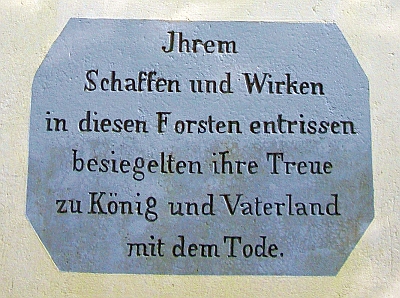 Jhrem
Schaffen und Wirken
in diesen Forsten entrissen
besiegelten ihre Treue
zu König und Vaterland
mit dem Tode.